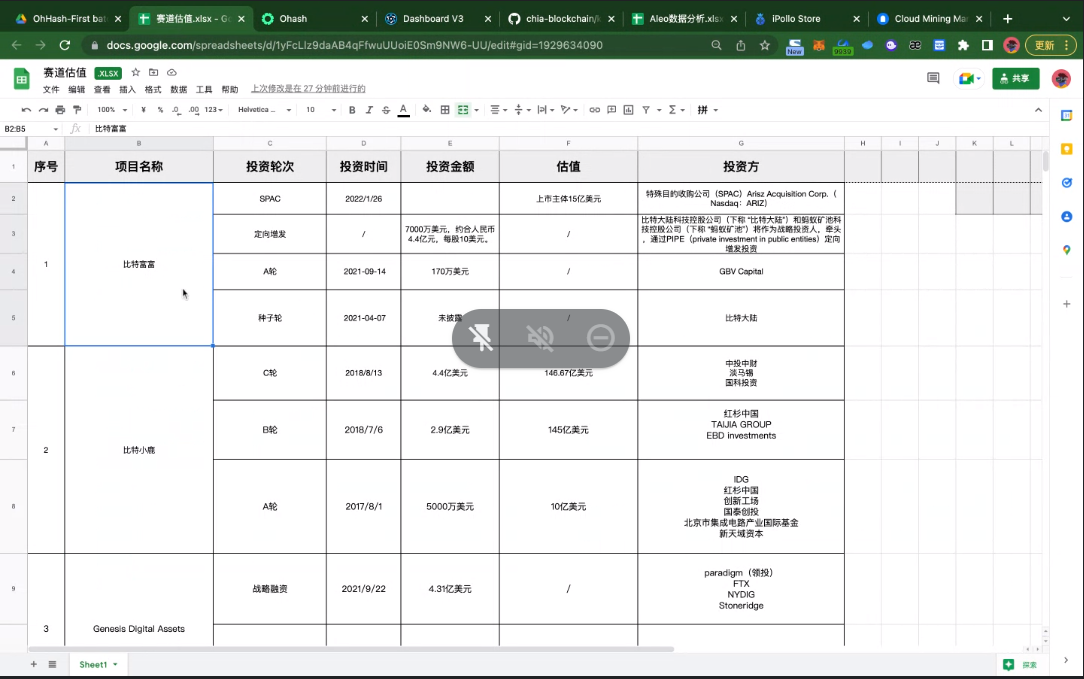 OhHash-First bat
赛道估值.xlsx - Go
Ohash
Dashboard V3
chia-blockchain/
Aleo数据分析.xlsx
iPollo Store
Cloud Mining Ma
docs.google.com/spreadsheets/d/1yFcLlz9daAB4qFfwuUUoiE0Sm9NW6-UU/edit#gid=1929634090
New
9939
更新
赛道估值
.XLSX
文件 编辑 查看 插入 格式 数据 工具 帮助
上次修改是在 27 分钟前进行的
共享
100%
¥
%
.0
.00
123
Helvetica ...
10
B
I
S
A
拼
B2:B5
fx
比特富富
A B C D E F G H I J K L
1 序号 项目名称 投资轮次 投资时间 投资金额 估值 投资方
2 SPAC 2022/1/26 上市主体15亿美元
特殊目的收购公司（SPAC）Arisz Acquisition Corp.（
Nasdaq：ARIZ）
3 定向增发 /
7000万美元，约合人民币
4.4亿元，每股10美元。
/
比特大陆科技控股公司（下称 “比特大陆”）和蚂蚁矿池科
技控股公司（下称 “蚂蚁矿池”）将作为战略投资人，牵头
，通过PIPE（private investment in public entities）定向
增发投资
1
比特富富
4 A轮 2021-09-14 170万美元 / GBV Capital
5 种子轮 2021-04-07 未披露 / 比特大陆
6 C轮 2018/8/13 4.4亿美元 146.67亿美元
中投中财
淡马锡
国科投资
7 B轮 2018/7/6 2.9亿美元 145亿美元
红杉中国
TAIJIA GROUP
EBD investments
2
比特小鹿
8 A轮 2017/8/1 5000万美元 10亿美元
IDG
红杉中国
创新工场
国泰创投
北京市集成电路产业国际基金
新天域资本
9 战略融资 2021/9/22 4.31亿美元 /
paradigm（领投）
FTX
NYDIG
Stoneridge
3
Genesis Digital Assets
Sheet1
探索